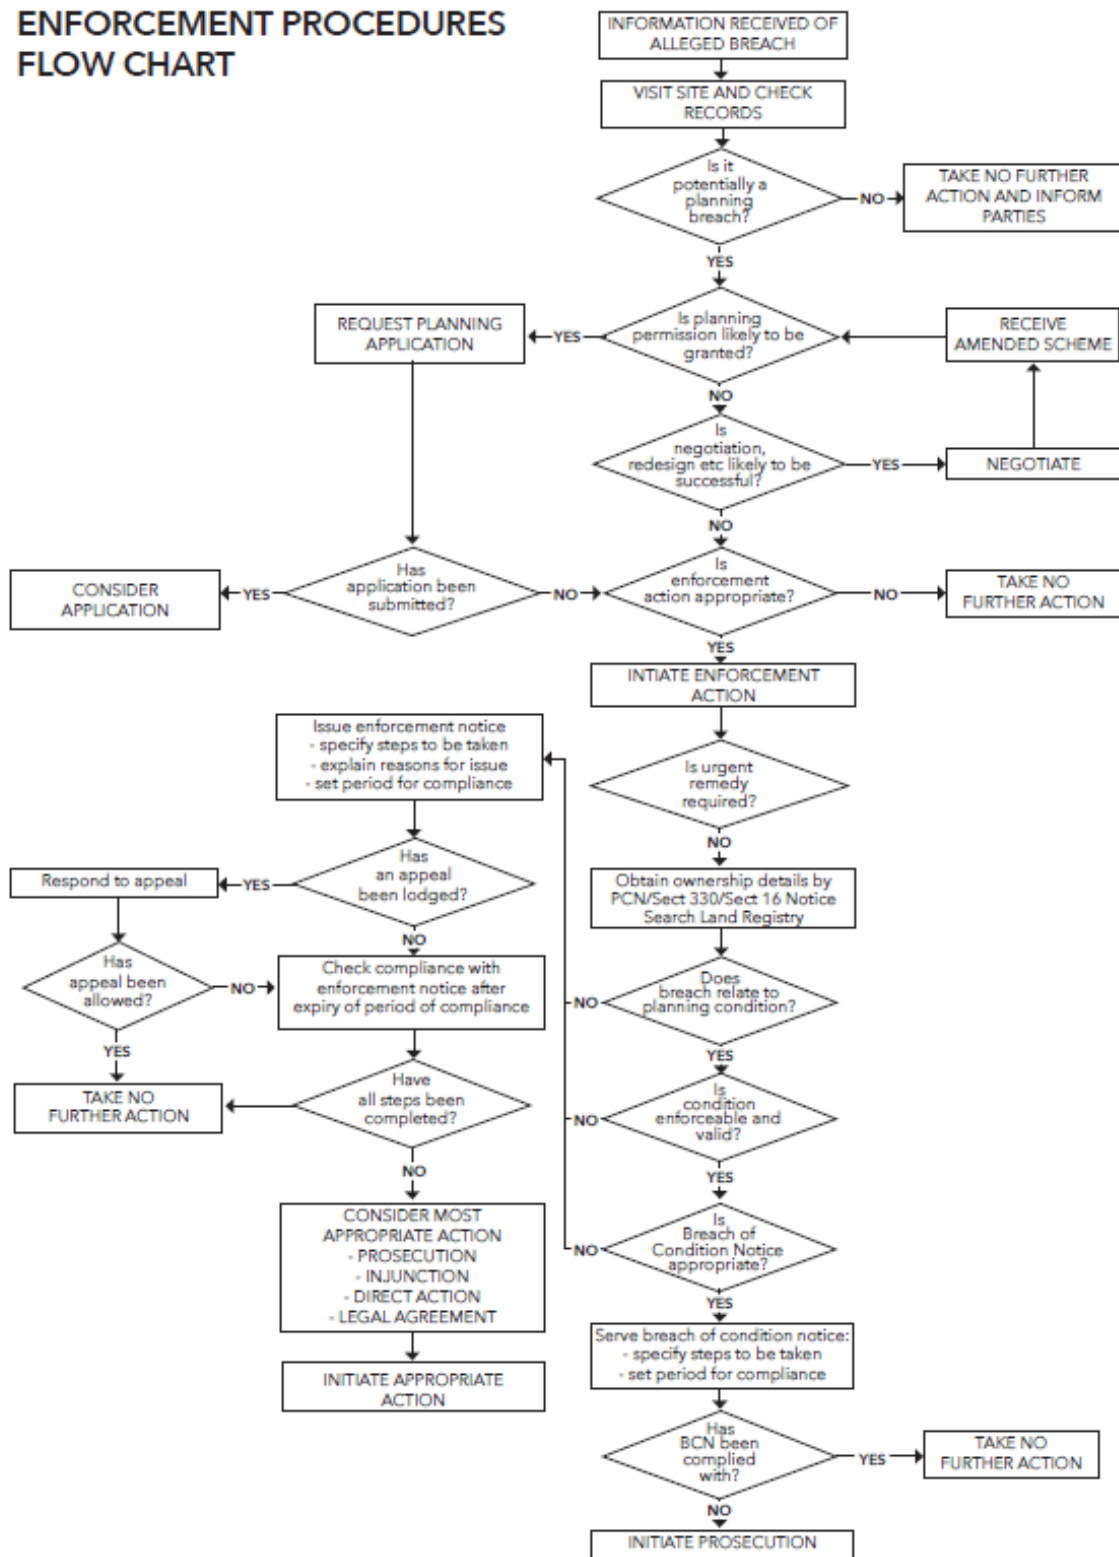 ENFORCEMENT PROCEDURES
FLOW CHART
INFORMATION RECEIVED OF
ALLEGED BREACH
VISIT SITE AND CHECK
RECORDS
Is it
potentially a
planning
breach?
NO
TAKE NO FURTHER
ACTION AND INFORM
PARTIES
YES
Is planning
permission likely to be
granted?
YES
REQUEST PLANNING
APPLICATION
RECEIVE
AMENDED SCHEME
NO
Is
negotiation,
redesign etc likely to be
successful?
YES
NEGOTIATE
NO
Has
application been
submitted?
YES
CONSIDER
APPLICATION
NO
Is
enforcement
action appropriate?
NO
TAKE NO
FURTHER ACTION
YES
INTIATE ENFORCEMENT
ACTION
Issue enforcement notice
- specify steps to be taken
- explain reasons for issue
- set period for compliance
Is urgent
remedy
required?
NO
Has
an appeal
been lodged?
YES
Respond to appeal
Obtain ownership details by
PCN/Sect 330/Sect 16 Notice
Search Land Registry
NO
Has
appeal been
allowed?
NO
Check compliance with
enforcement notice after
expiry of period of compliance
Does
breach relate to
planning condition?
NO
YES
YES
TAKE NO
FURTHER ACTION
Have
all steps been
completed?
Is
condition
enforceable and
valid?
NO
NO
YES
CONSIDER MOST
APPROPRIATE ACTION
- PROSECUTION
- INJUNCTION
- DIRECT ACTION
- LEGAL AGREEMENT
Is
Breach of
Condition Notice
appropriate?
NO
YES
Serve breach of condition notice:
- specify steps to be taken
- set period for compliance
INITIATE APPROPRIATE
ACTION
Has
BCN been
complied
with?
YES
TAKE NO
FURTHER ACTION
NO
INITIATE PROSECUTION